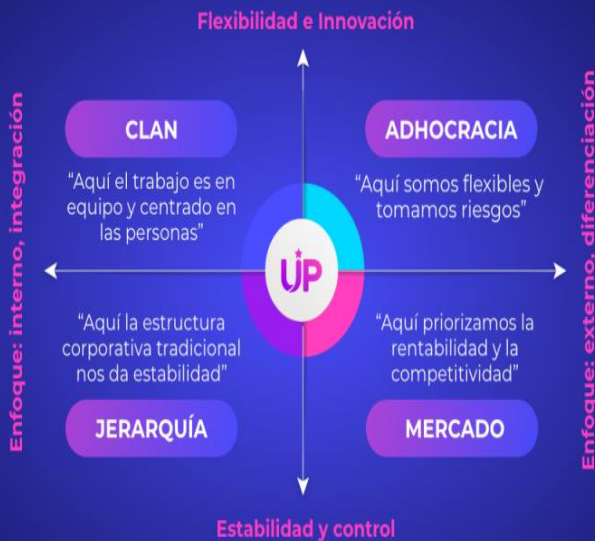 Flexibilidad e Innovación
Enfoque: interno, integración
CLAN
“Aquí el trabajo es en
equipo y centrado en
las personas”
ADHOCRACIA
“Aquí somos flexibles y
tomamos riesgos”
UP
“Aquí la estructura
corporativa tradicional
nos da estabilidad”
JERARQUÍA
“Aquí priorizamos la
rentabilidad y la
competitividad”
MERCADO
Enfoque: externo, diferenciación
Estabilidad y control